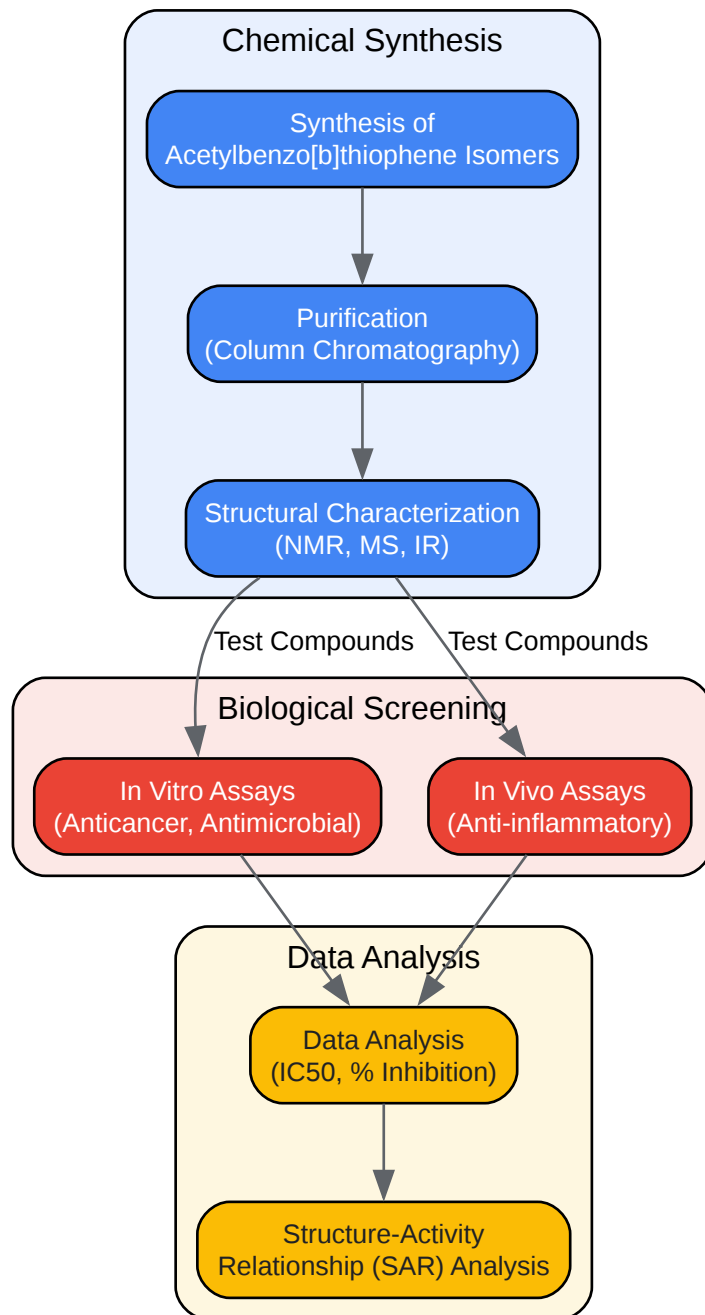 Chemical Synthesis
Synthesis of
Acetylbenzo[b]thiophene Isomers
Purification
(Column Chromatography)
Structural Characterization
(NMR, MS, IR)
Test Compounds
Test Compounds
Biological Screening
In Vitro Assays
(Anticancer, Antimicrobial)
In Vivo Assays
(Anti-inflammatory)
Data Analysis
Data Analysis
(IC50, % Inhibition)
Structure-Activity
Relationship (SAR) Analysis